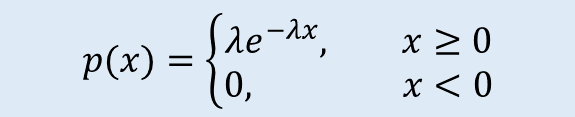 p(x) = { λe^{−λx}, x ≥ 0
0, x < 0